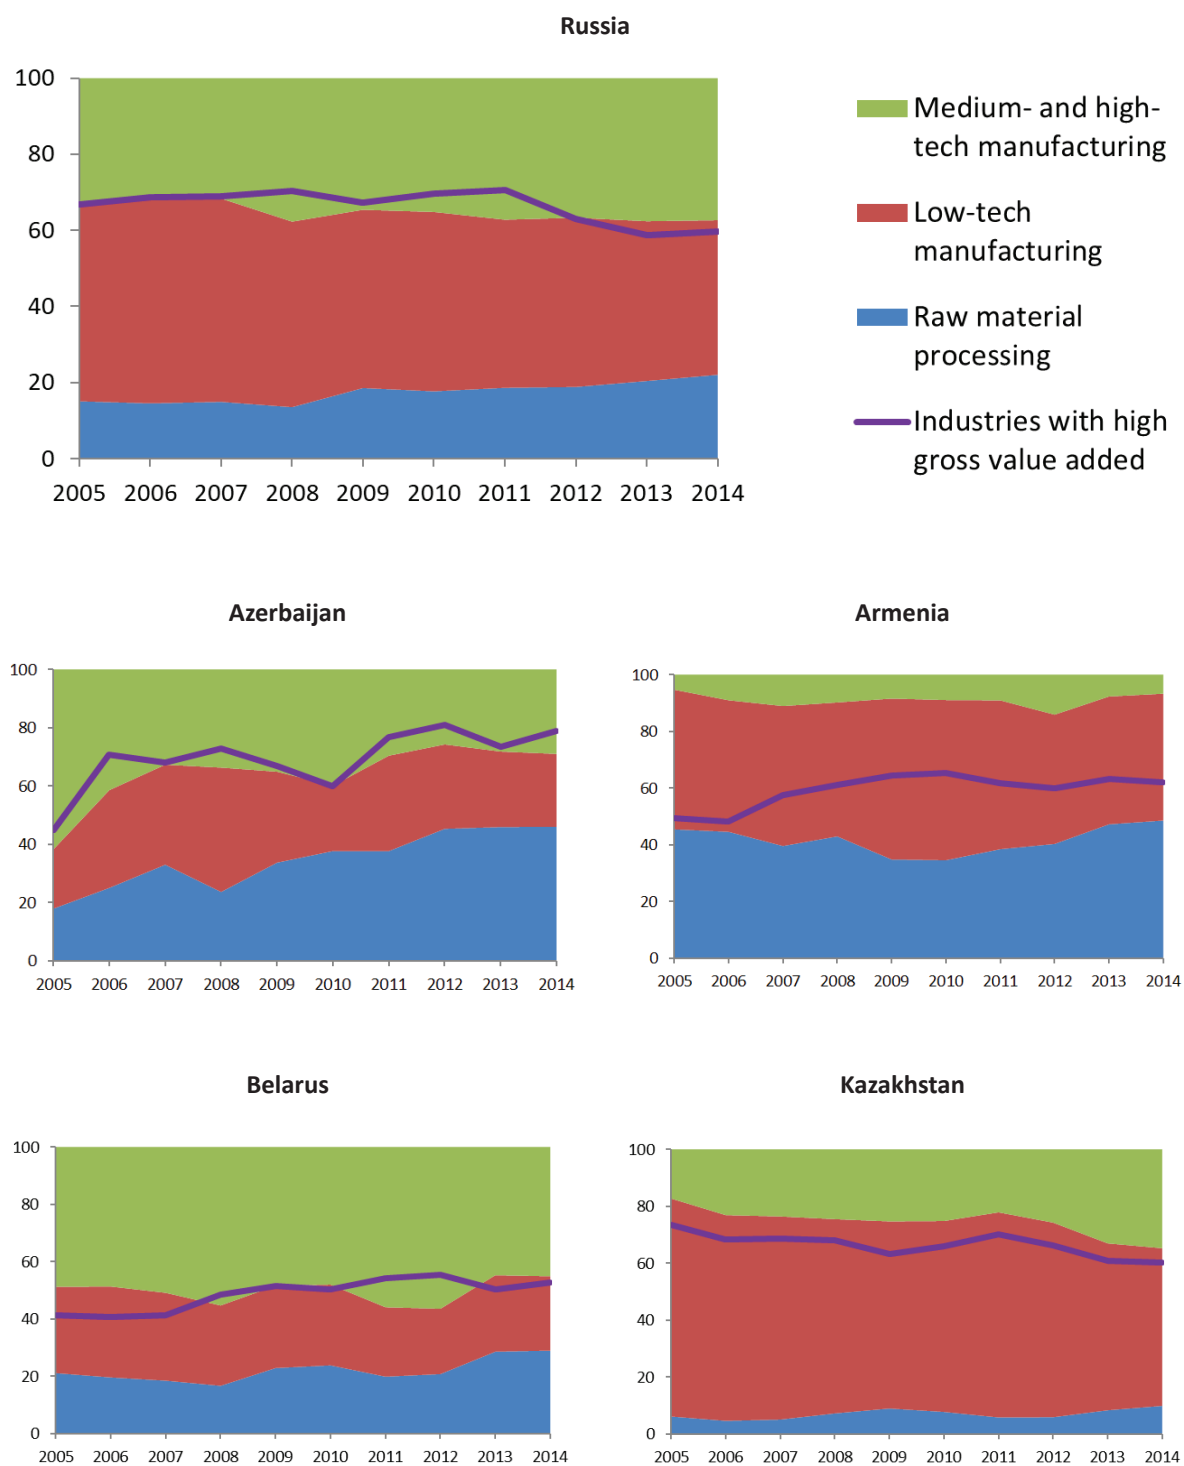 Russia
100
80
60
40
20
0
2005 2006 2007 2008 2009 2010 2011 2012 2013 2014
Medium- and high-
tech manufacturing
Low-tech
manufacturing
Raw material
processing
Industries with high
gross value added
Azerbaijan
100
80
60
40
20
0
2005 2006 2007 2008 2009 2010 2011 2012 2013 2014
Armenia
100
80
60
40
20
0
2005 2006 2007 2008 2009 2010 2011 2012 2013 2014
Belarus
100
80
60
40
20
0
2005 2006 2007 2008 2009 2010 2011 2012 2013 2014
Kazakhstan
100
80
60
40
20
0
2005 2006 2007 2008 2009 2010 2011 2012 2013 2014